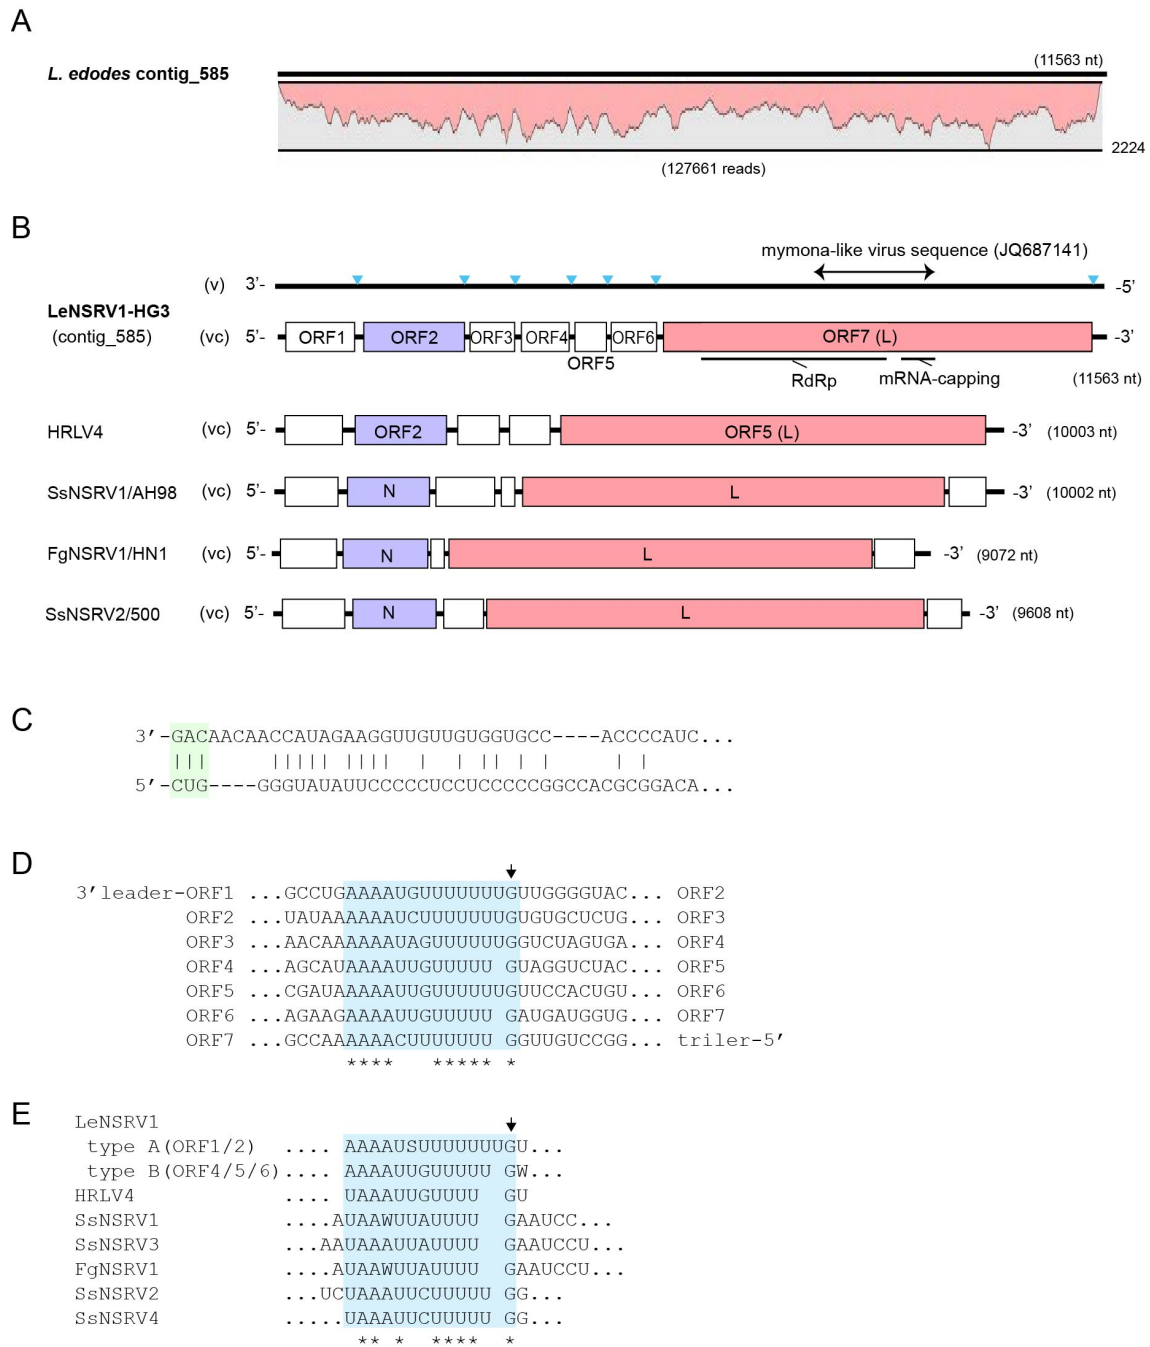 A
L. edodes contig_585
(11563 nt)
2224
(127661 reads)
B
mymona-like virus sequence (JQ687141)
(v) 3’- -5’
LeNSRV1-HG3
(contig_585)
(vc) 5’- ORF1 ORF2 ORF3 ORF4 ORF6 ORF7 (L) -3’
ORF5
RdRp mRNA-capping (11563 nt)
HRLV4 (vc) 5’- ORF2 ORF5 (L) -3’ (10003 nt)
SsNSRV1/AH98 (vc) 5’- N L -3’ (10002 nt)
FgNSRV1/HN1 (vc) 5’- N L -3’ (9072 nt)
SsNSRV2/500 (vc) 5’- N L -3’ (9608 nt)
C
3’-GACAACAACCAUAGAAGGUUGUUGUGGUGCC----ACCCCAUC...
5’-CUG----GGGUAUAUUCCCCCUCCUCCCCCGGCCACGCGGACA...
D
3’leader-ORF1 ...GCCUGAAAAUGUUUUUUUGUUGGGGUAC... ORF2
ORF2 ...UAUAAAAAAUCUUUUUUUGUGUGCUCUG... ORF3
ORF3 ...AACAAAAAAUAGUUUUUUGGUCUAGUGA... ORF4
ORF4 ...AGCAUAAAAUUGUUUUU GUAGGUCUAC... ORF5
ORF5 ...CGAUAAAAAUUGUUUUUUGUUCCACUGU... ORF6
ORF6 ...AGAAGAAAAUUGUUUUU GAUGAUGGUG... ORF7
ORF7 ...GCCAAAAAACUUUUUUU GGUUGUCCGG... triler-5’
**** ***** *
E
LeNSRV1
type A(ORF1/2) .... AAAAUSUUUUUUUGU...
type B(ORF4/5/6).... AAAAUUGUUUUU GW...
HRLV4 .... UAAAUUGUUUU GU
SsNSRV1 ....AUAAWUUAUUUU GAAUCC...
SsNSRV3 ...AAUAAAUUAUUUU GAAUCCU...
FgNSRV1 ....AUAAWUUAUUUU GAAUCCU...
SsNSRV2 ...UCUAAAUUCUUUUU GG...
SsNSRV4 .....UAAAUUCUUUUU GG...
** * **** *